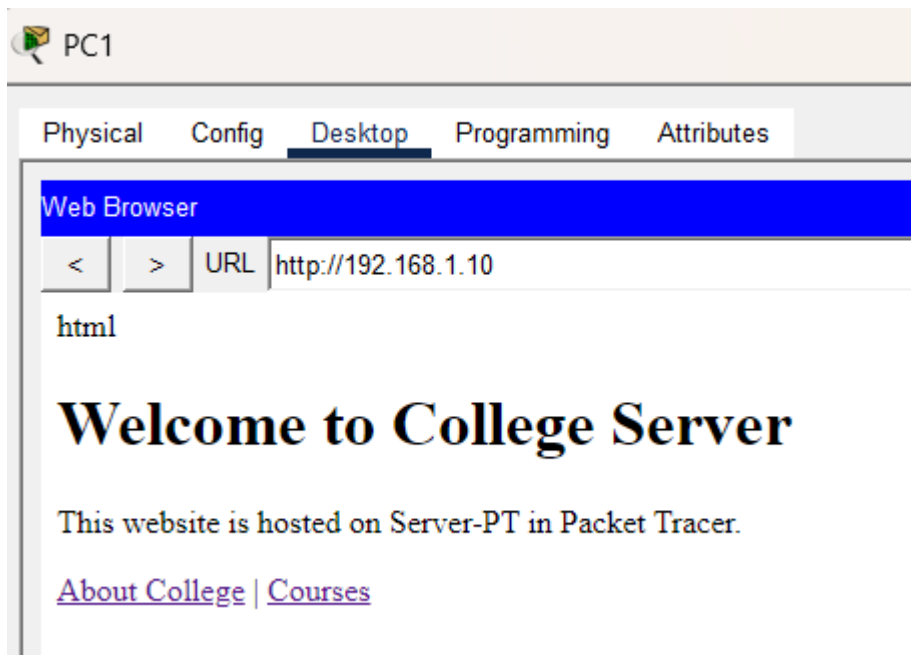 PC1
Physical Config Desktop Programming Attributes
Web Browser
< > URL http://192.168.1.10
html
Welcome to College Server
This website is hosted on Server-PT in Packet Tracer.
About College | Courses